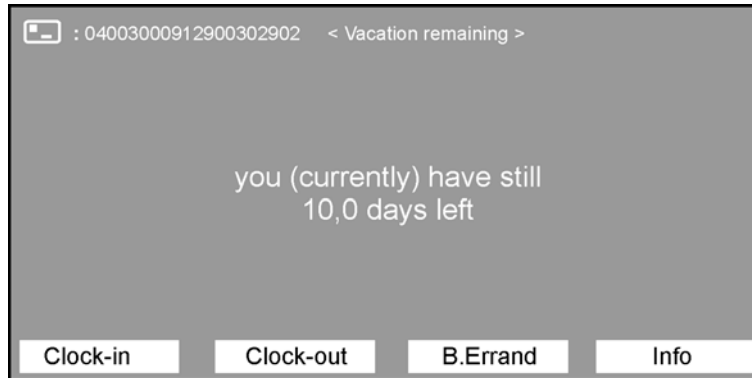 : 04003000912900302902 < Vacation remaining >
you (currently) have still
10,0 days left
Clock-in Clock-out B.Errand Info